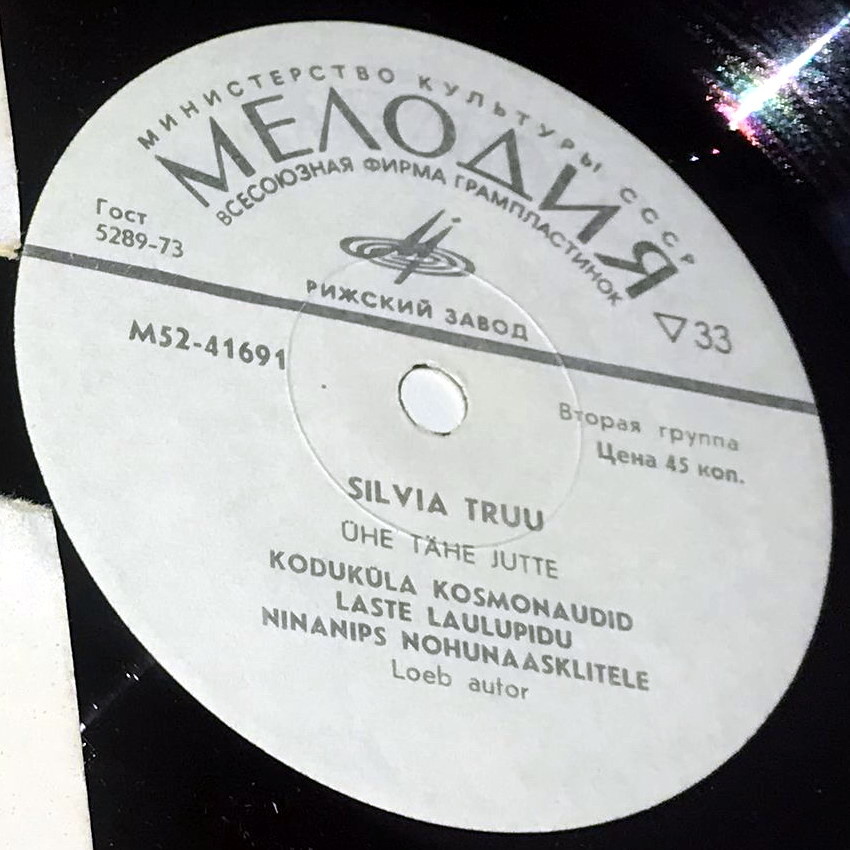 МИНИСТЕРСТВО КУЛЬТУРЫ СССР
МЕЛОДИЯ
ВСЕСОЮЗНАЯ ФИРМА ГРАМПЛАСТИНОК
Гост
5289-73
РИЖСКИЙ ЗАВОД
▽33
М52-41691
Вторая группа
Цена 45 коп.
SILVIA TRUU
ÜHE TÄHE JUTTE
KODUKÜLA KOSMONAUDID
LASTE LAULUPIDU
NINANIPS NOHUNAASKLITELE
Loeb autor